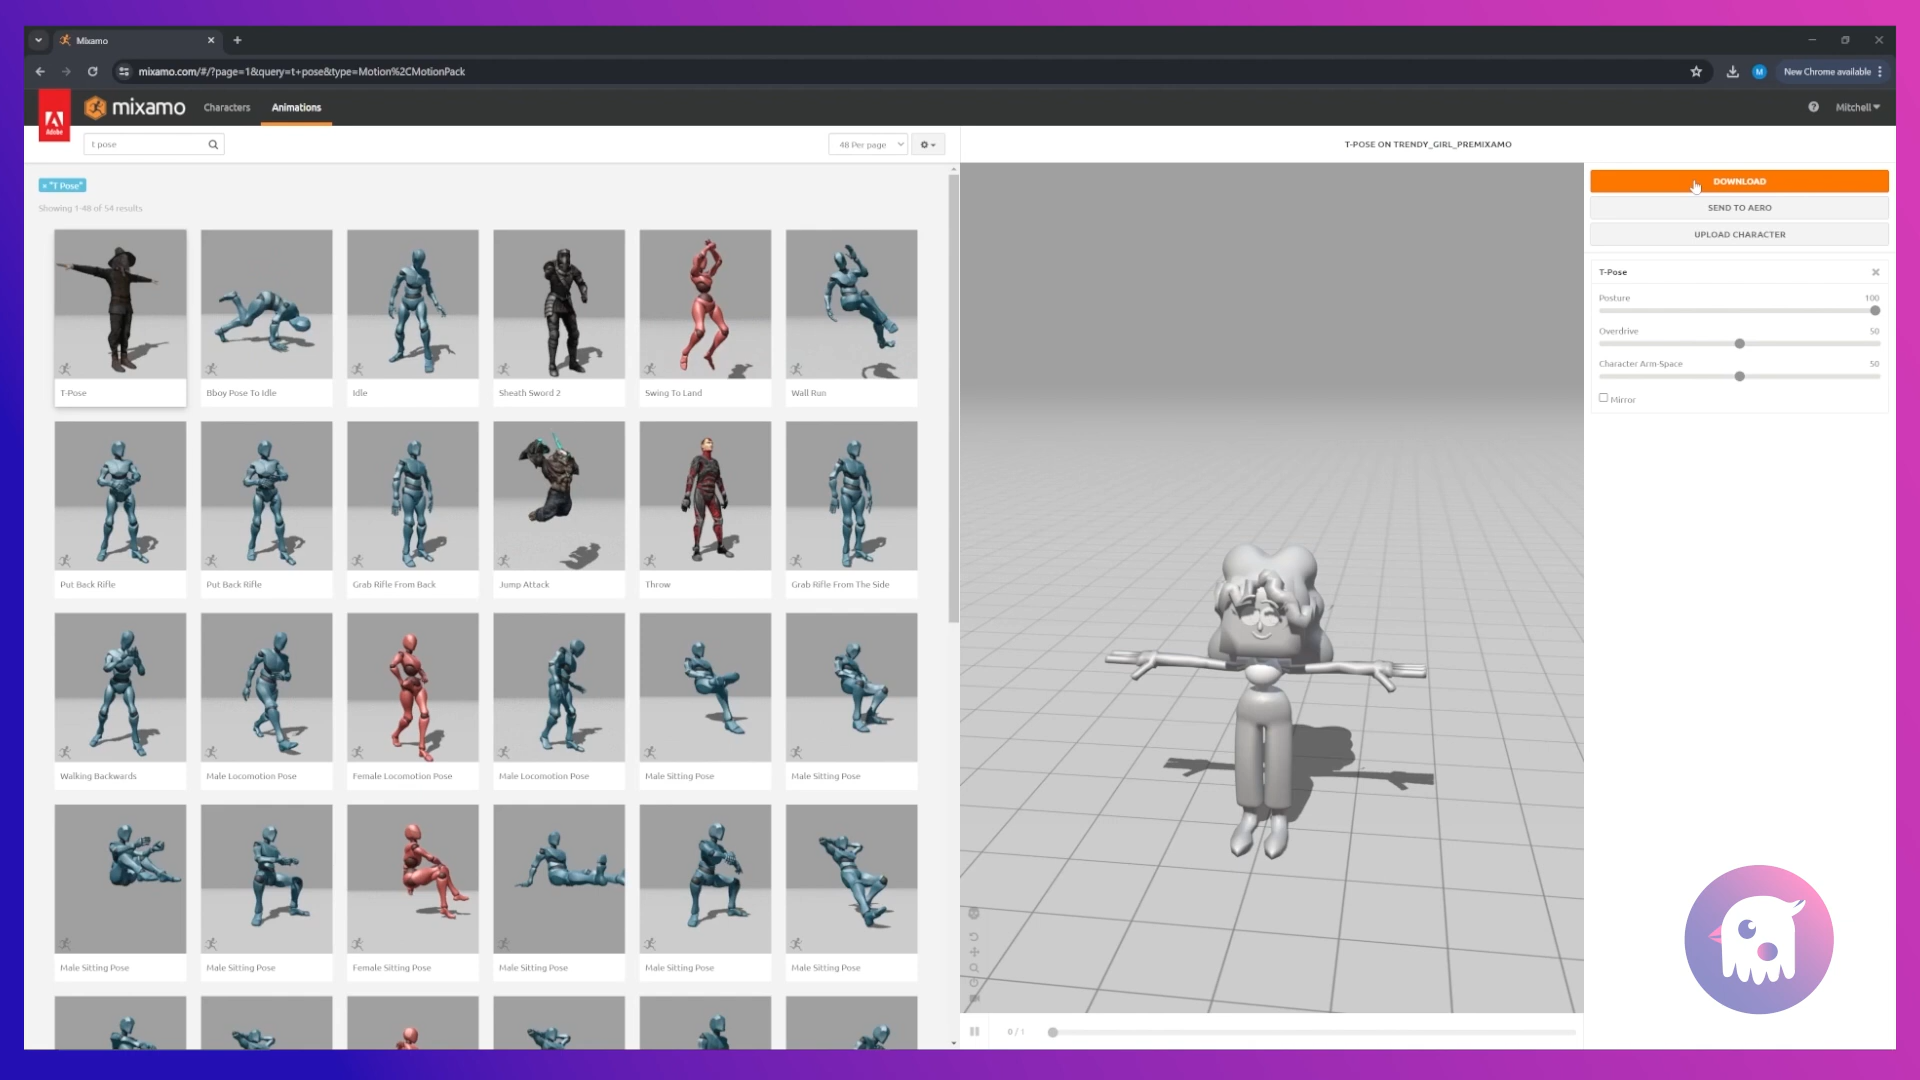 Mixamo
mixamo.com/#/?page=1&query=t+pose&type=Motion%2CMotionPack
M
New Chrome available
Adobe
mixamo
Characters
Animations
Mitchell
t pose
48 Per page
T-POSE ON TRENDY_GIRL_PREMIXAMO
× "T Pose"
Showing 1-48 of 54 results
DOWNLOAD
SEND TO AERO
UPLOAD CHARACTER
T-Pose
Posture 100
Overdrive 50
Character Arm-Space 50
Mirror
T-Pose
Bboy Pose To Idle
Idle
Sheath Sword 2
Swing To Land
Wall Run
Put Back Rifle
Put Back Rifle
Grab Rifle From Back
Jump Attack
Throw
Grab Rifle From The Side
Walking Backwards
Male Locomotion Pose
Female Locomotion Pose
Male Locomotion Pose
Male Sitting Pose
Male Sitting Pose
Male Sitting Pose
Male Sitting Pose
Female Sitting Pose
Male Sitting Pose
Male Sitting Pose
Male Sitting Pose
0 / 1